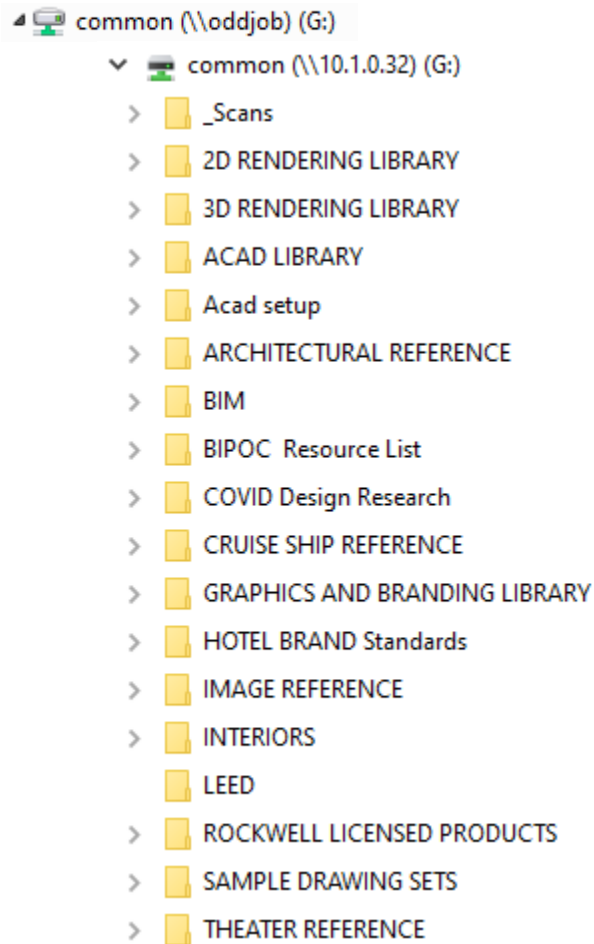 common (\\oddjob) (G:)
common (\\10.1.0.32) (G:)
_Scans
2D RENDERING LIBRARY
3D RENDERING LIBRARY
ACAD LIBRARY
Acad setup
ARCHITECTURAL REFERENCE
BIM
BIPOC  Resource List
COVID Design Research
CRUISE SHIP REFERENCE
GRAPHICS AND BRANDING LIBRARY
HOTEL BRAND Standards
IMAGE REFERENCE
INTERIORS
LEED
ROCKWELL LICENSED PRODUCTS
SAMPLE DRAWING SETS
THEATER REFERENCE